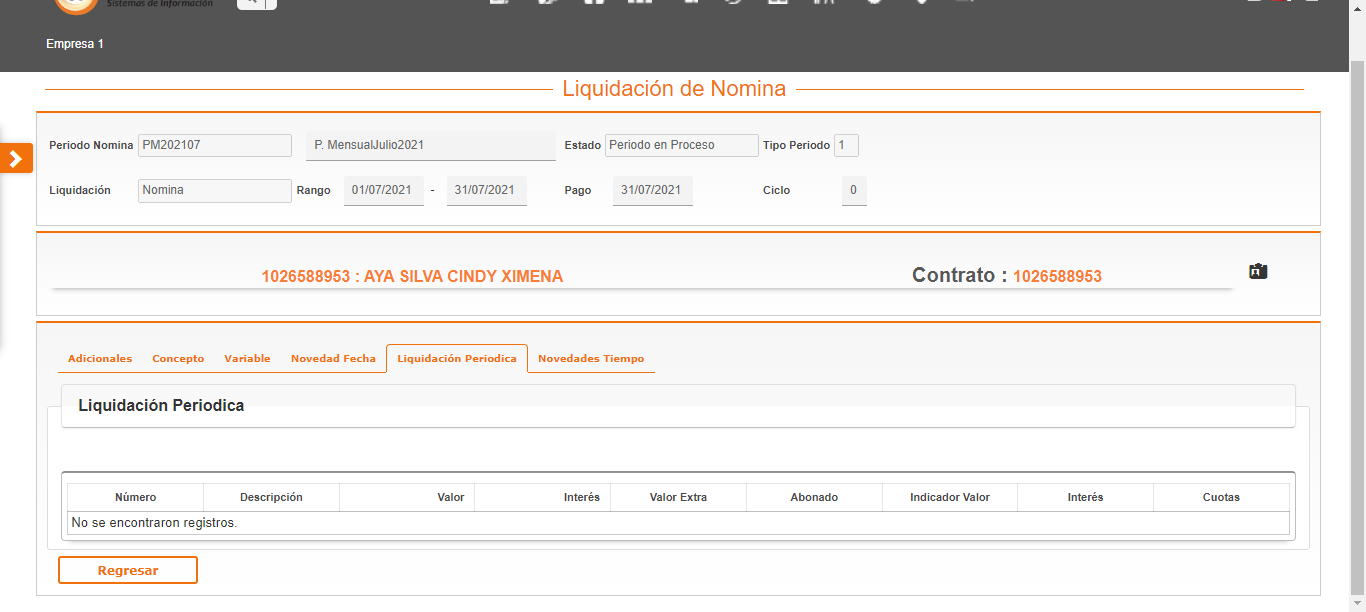 Sistemas de Información
Empresa 1
Liquidación de Nomina
Periodo Nomina PM202107 P. MensualJulio2021 Estado Periodo en Proceso Tipo Periodo 1
Liquidación Nomina Rango 01/07/2021 - 31/07/2021 Pago 31/07/2021 Ciclo 0
1026588953 : AYA SILVA CINDY XIMENA Contrato : 1026588953
Adicionales Concepto Variable Novedad Fecha Liquidación Periodica Novedades Tiempo
Liquidación Periodica
Número Descripción Valor Interés Valor Extra Abonado Indicador Valor Interés Cuotas
No se encontraron registros.
Regresar